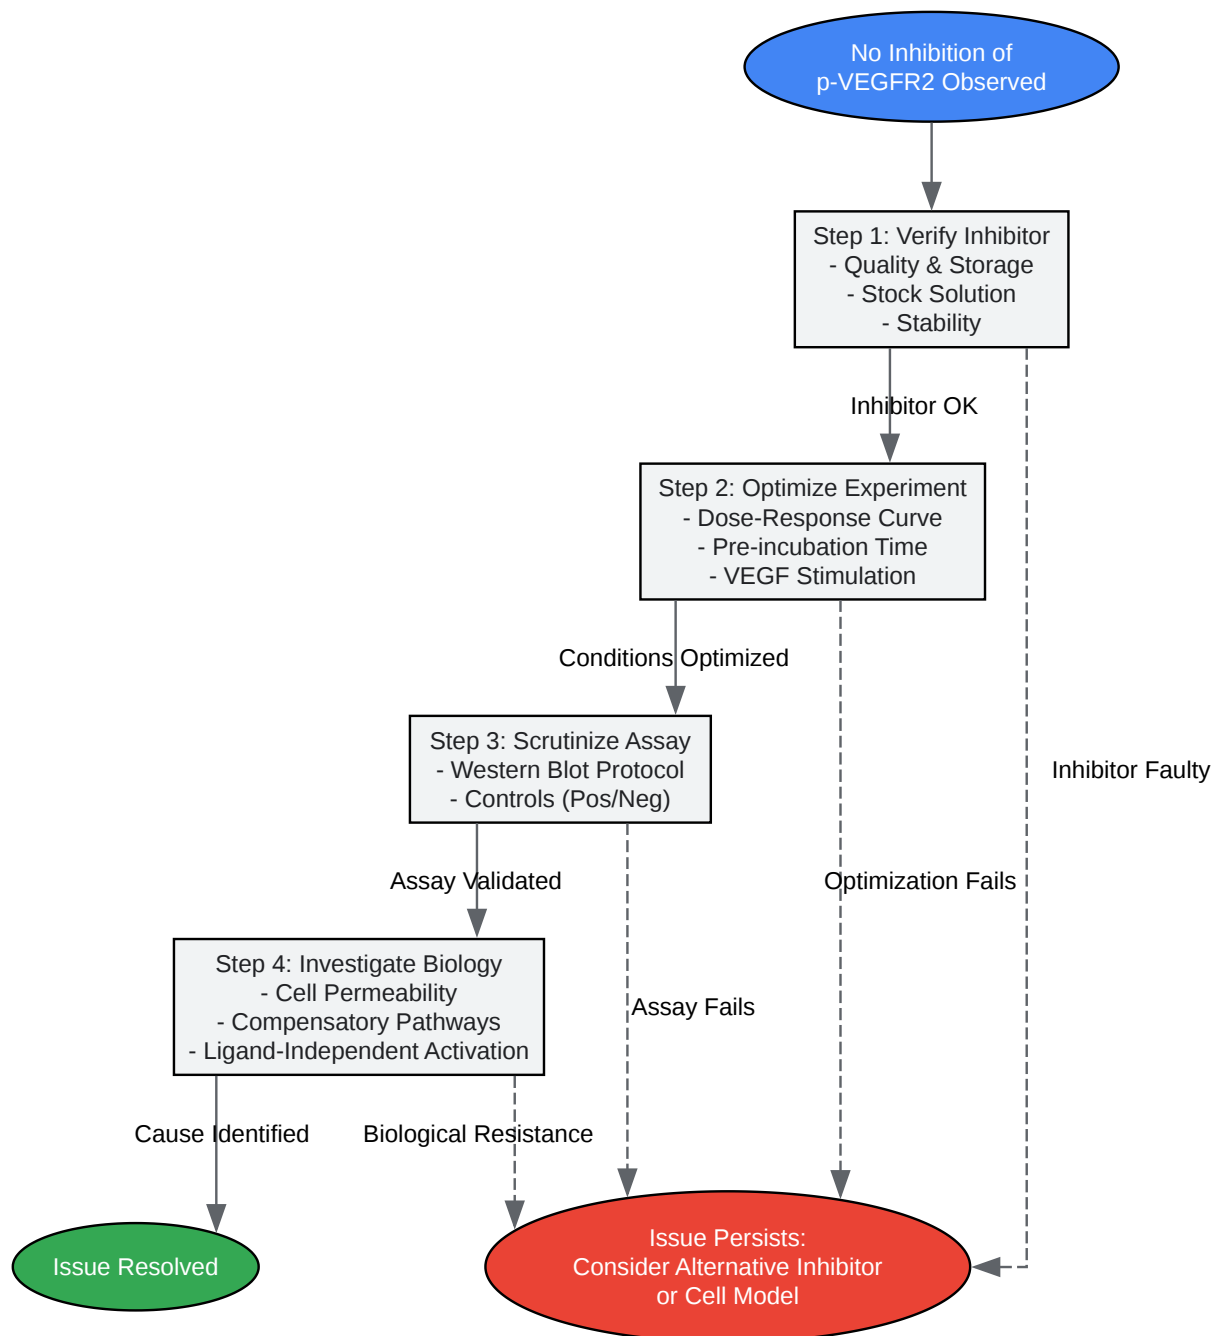 No Inhibition of
p-VEGFR2 Observed
Step 1: Verify Inhibitor
- Quality & Storage
- Stock Solution
- Stability
Inhibitor OK
Step 2: Optimize Experiment
- Dose-Response Curve
- Pre-incubation Time
- VEGF Stimulation
Conditions Optimized
Step 3: Scrutinize Assay
- Western Blot Protocol
- Controls (Pos/Neg)
Inhibitor Faulty
Assay Validated
Optimization Fails
Step 4: Investigate Biology
- Cell Permeability
- Compensatory Pathways
- Ligand-Independent Activation
Assay Fails
Cause Identified
Biological Resistance
Issue Resolved
Issue Persists:
Consider Alternative Inhibitor
or Cell Model